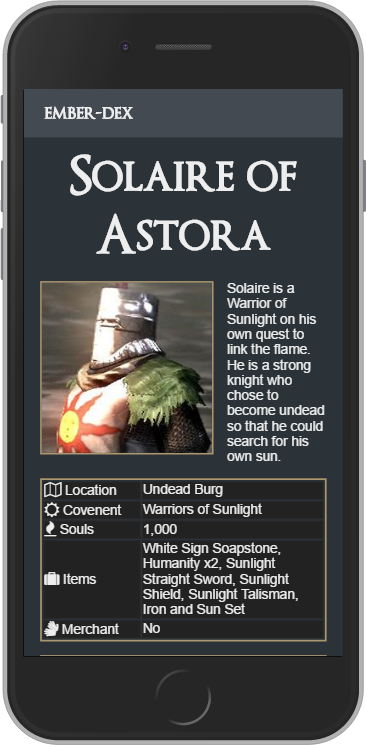 EMBER-DEX
SOLAIRE OF
ASTORA
Solaire is a
Warrior of
Sunlight on his
own quest to
link the flame.
He is a strong
knight who
chose to
become undead
so that he could
search for his
own sun.
Location Undead Burg
Covenent Warriors of Sunlight
Souls 1,000
White Sign Soapstone,
Humanity x2, Sunlight
Items Straight Sword, Sunlight
Shield, Sunlight Talisman,
Iron and Sun Set
Merchant No